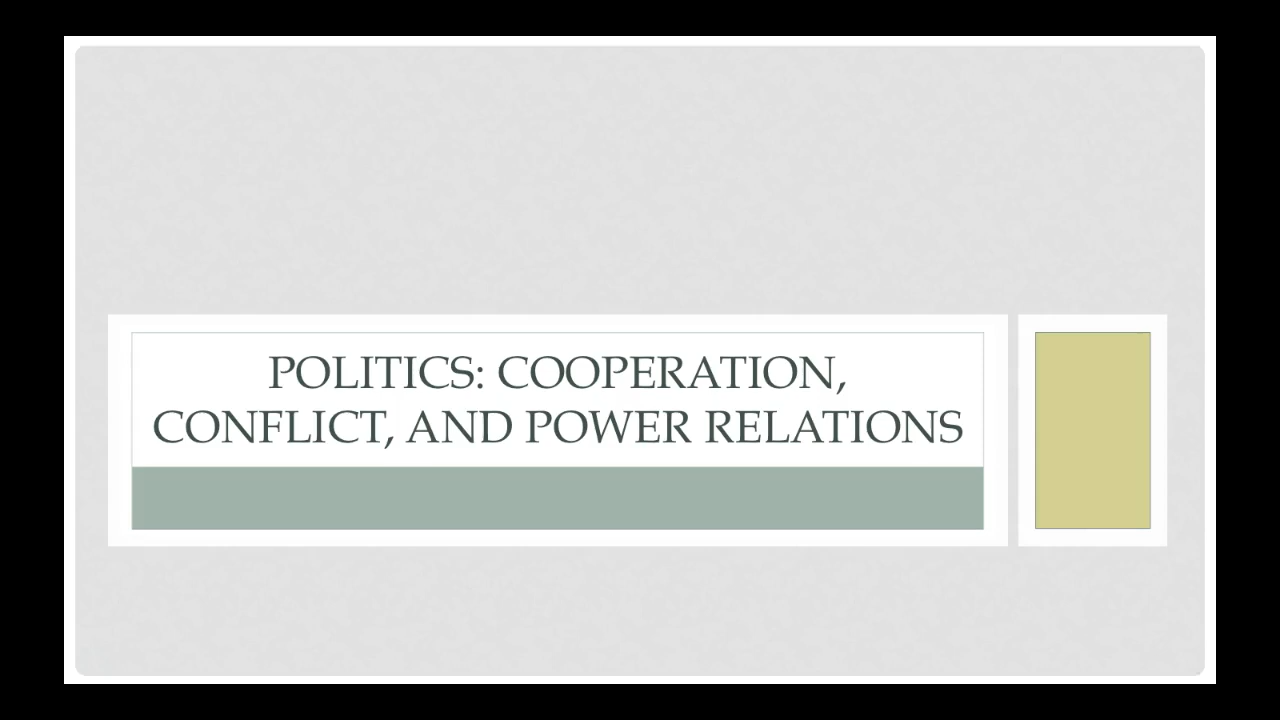 POLITICS: COOPERATION,
CONFLICT, AND POWER RELATIONS